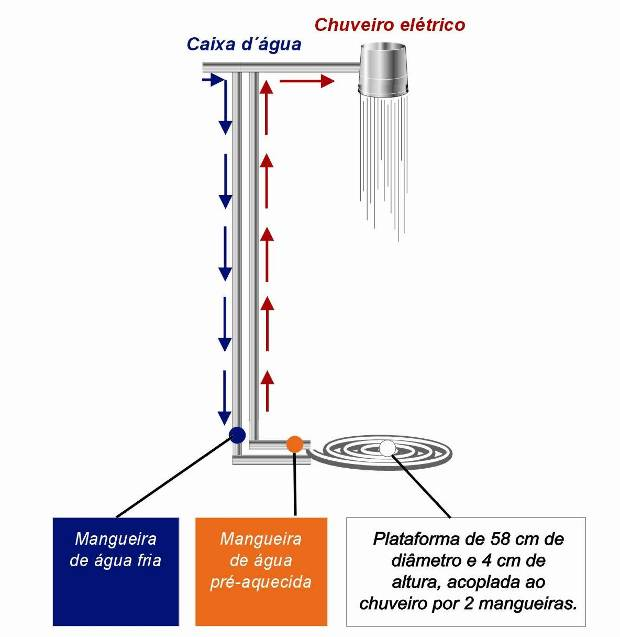 Chuveiro elétrico
Caixa d´água
Mangueira
de água fria
Mangueira
de água
pré-aquecida
Plataforma de 58 cm de
diâmetro e 4 cm de
altura, acoplada ao
chuveiro por 2 mangueiras.